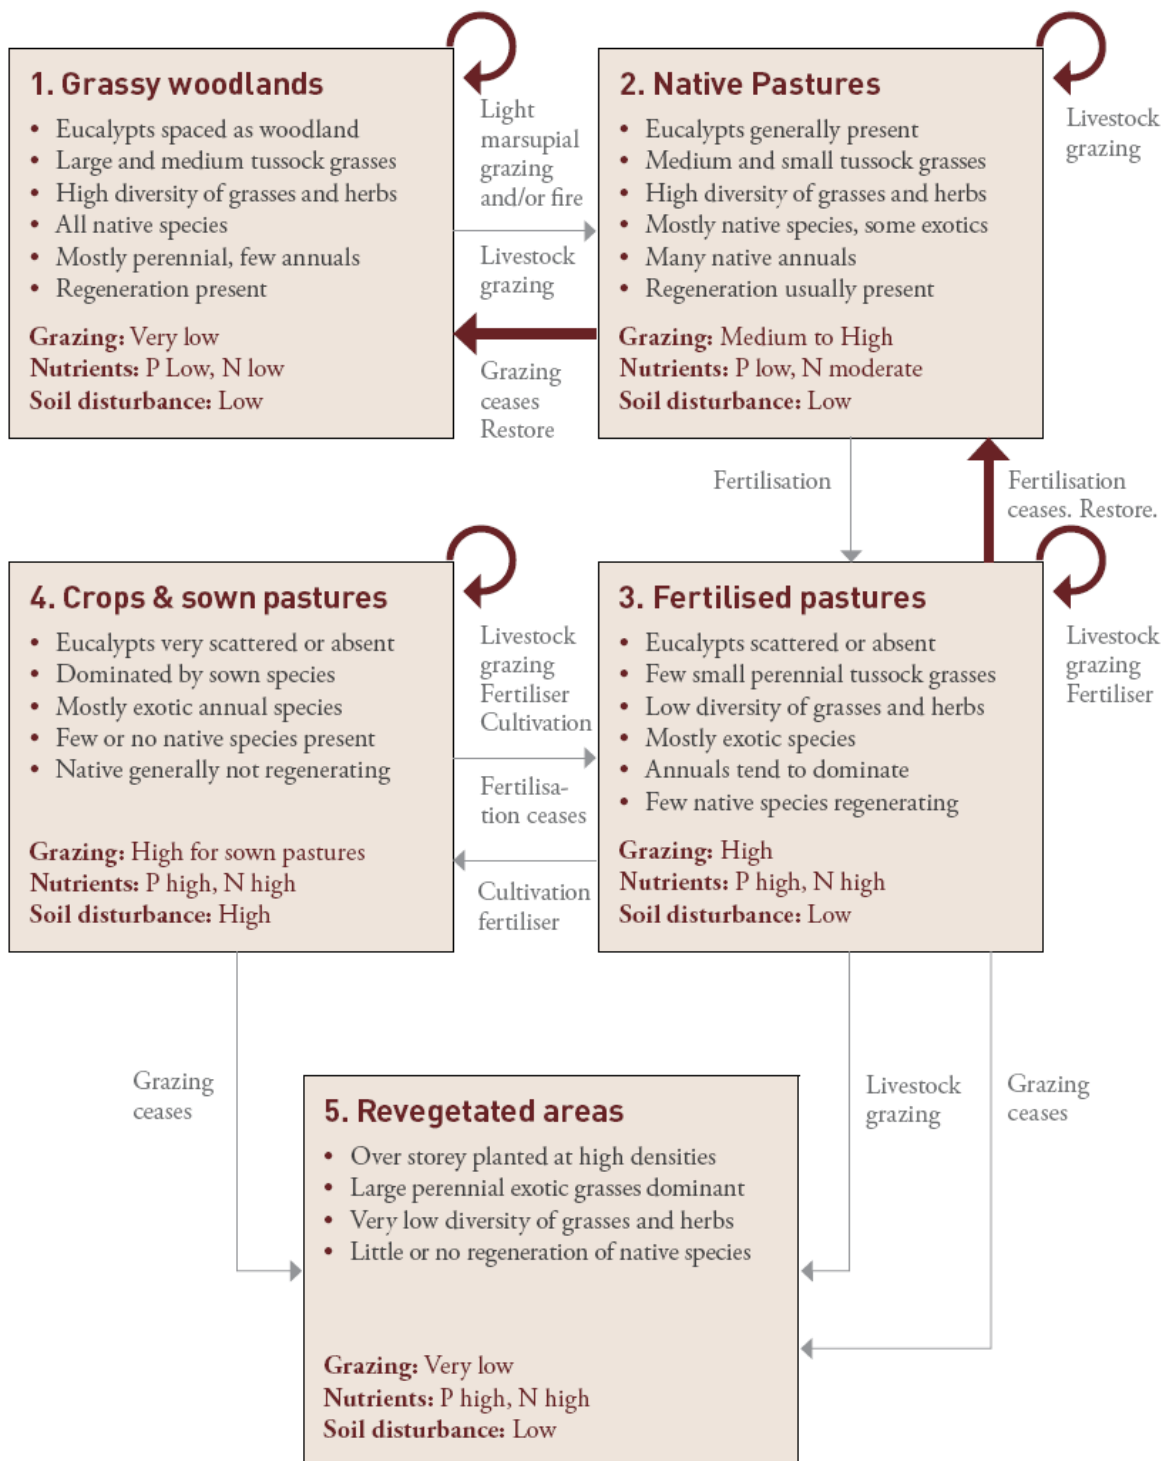 1. Grassy woodlands
• Eucalypts spaced as woodland
• Large and medium tussock grasses
• High diversity of grasses and herbs
• All native species
• Mostly perennial, few annuals
• Regeneration present
Grazing: Very low
Nutrients: P Low, N low
Soil disturbance: Low
Light
marsupial
grazing
and/or fire
Livestock
grazing
Grazing
ceases
Restore
2. Native Pastures
• Eucalypts generally present
• Medium and small tussock grasses
• High diversity of grasses and herbs
• Mostly native species, some exotics
• Many native annuals
• Regeneration usually present
Grazing: Medium to High
Nutrients: P low, N moderate
Soil disturbance: Low
Livestock
grazing
Fertilisation
Fertilisation
ceases. Restore.
4. Crops & sown pastures
• Eucalypts very scattered or absent
• Dominated by sown species
• Mostly exotic annual species
• Few or no native species present
• Native generally not regenerating
Grazing: High for sown pastures
Nutrients: P high, N high
Soil disturbance: High
Livestock
grazing
Fertiliser
Cultivation
Fertilisa-
tion ceases
Cultivation
fertiliser
3. Fertilised pastures
• Eucalypts scattered or absent
• Few small perennial tussock grasses
• Low diversity of grasses and herbs
• Mostly exotic species
• Annuals tend to dominate
• Few native species regenerating
Grazing: High
Nutrients: P high, N high
Soil disturbance: Low
Livestock
grazing
Fertiliser
Grazing
ceases
5. Revegetated areas
• Over storey planted at high densities
• Large perennial exotic grasses dominant
• Very low diversity of grasses and herbs
• Little or no regeneration of native species
Grazing: Very low
Nutrients: P high, N high
Soil disturbance: Low
Livestock
grazing
Grazing
ceases